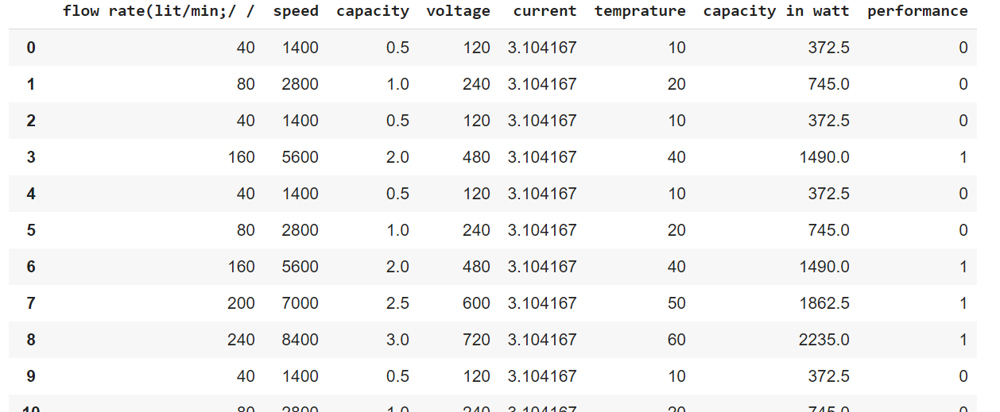 flow rate(lit/min;/ / speed capacity voltage current temprature capacity in watt performance
0 40 1400 0.5 120 3.104167 10 372.5 0
1 80 2800 1.0 240 3.104167 20 745.0 0
2 40 1400 0.5 120 3.104167 10 372.5 0
3 160 5600 2.0 480 3.104167 40 1490.0 1
4 40 1400 0.5 120 3.104167 10 372.5 0
5 80 2800 1.0 240 3.104167 20 745.0 0
6 160 5600 2.0 480 3.104167 40 1490.0 1
7 200 7000 2.5 600 3.104167 50 1862.5 1
8 240 8400 3.0 720 3.104167 60 2235.0 1
9 40 1400 0.5 120 3.104167 10 372.5 0
10 80 2800 1.0 240 3.104167 20 745.0 0